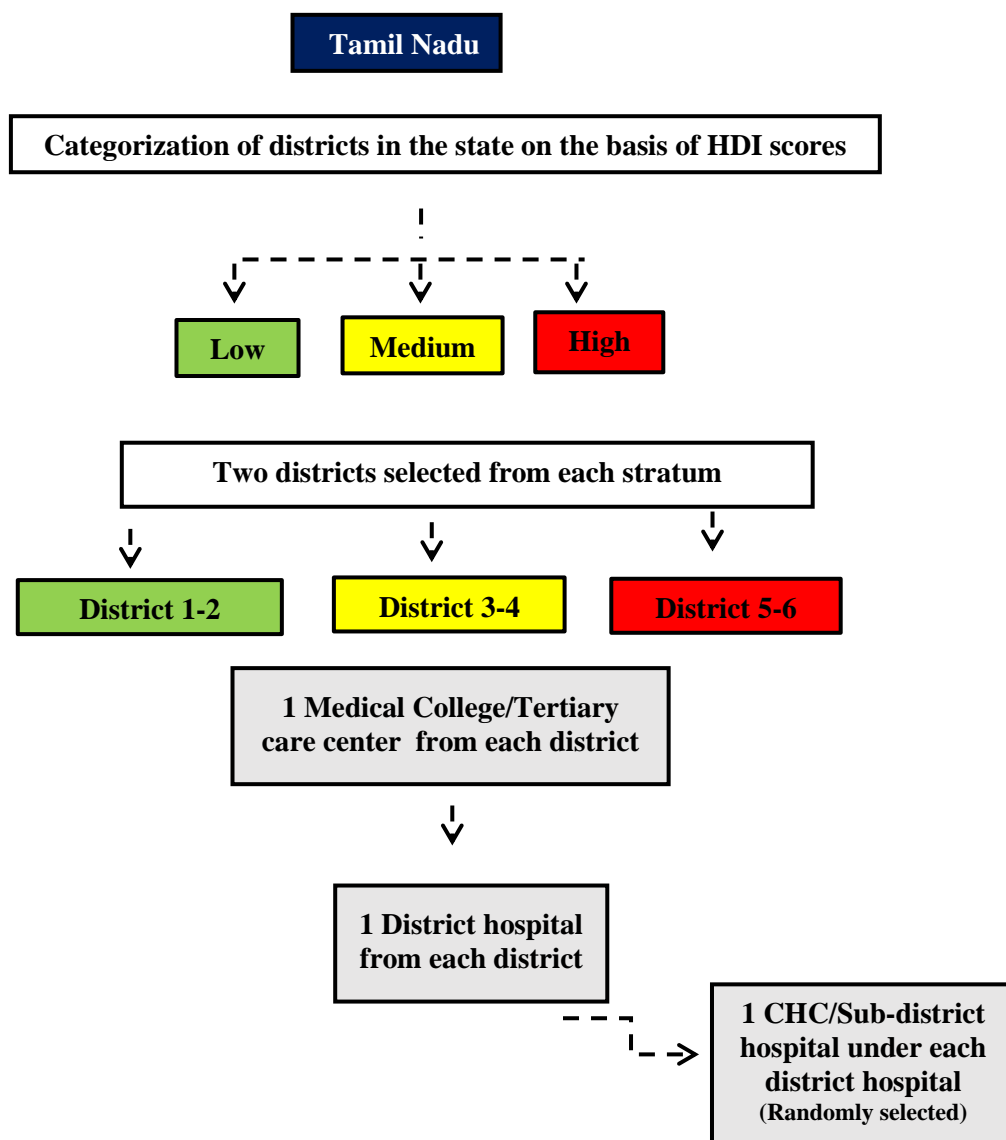 Tamil Nadu
Categorization of districts in the state on the basis of HDI scores
Low
Medium
High
Two districts selected from each stratum
District 1-2
District 3-4
District 5-6
1 Medical College/Tertiary
care center from each district
1 District hospital
from each district
1 CHC/Sub-district
hospital under each
district hospital
(Randomly selected)